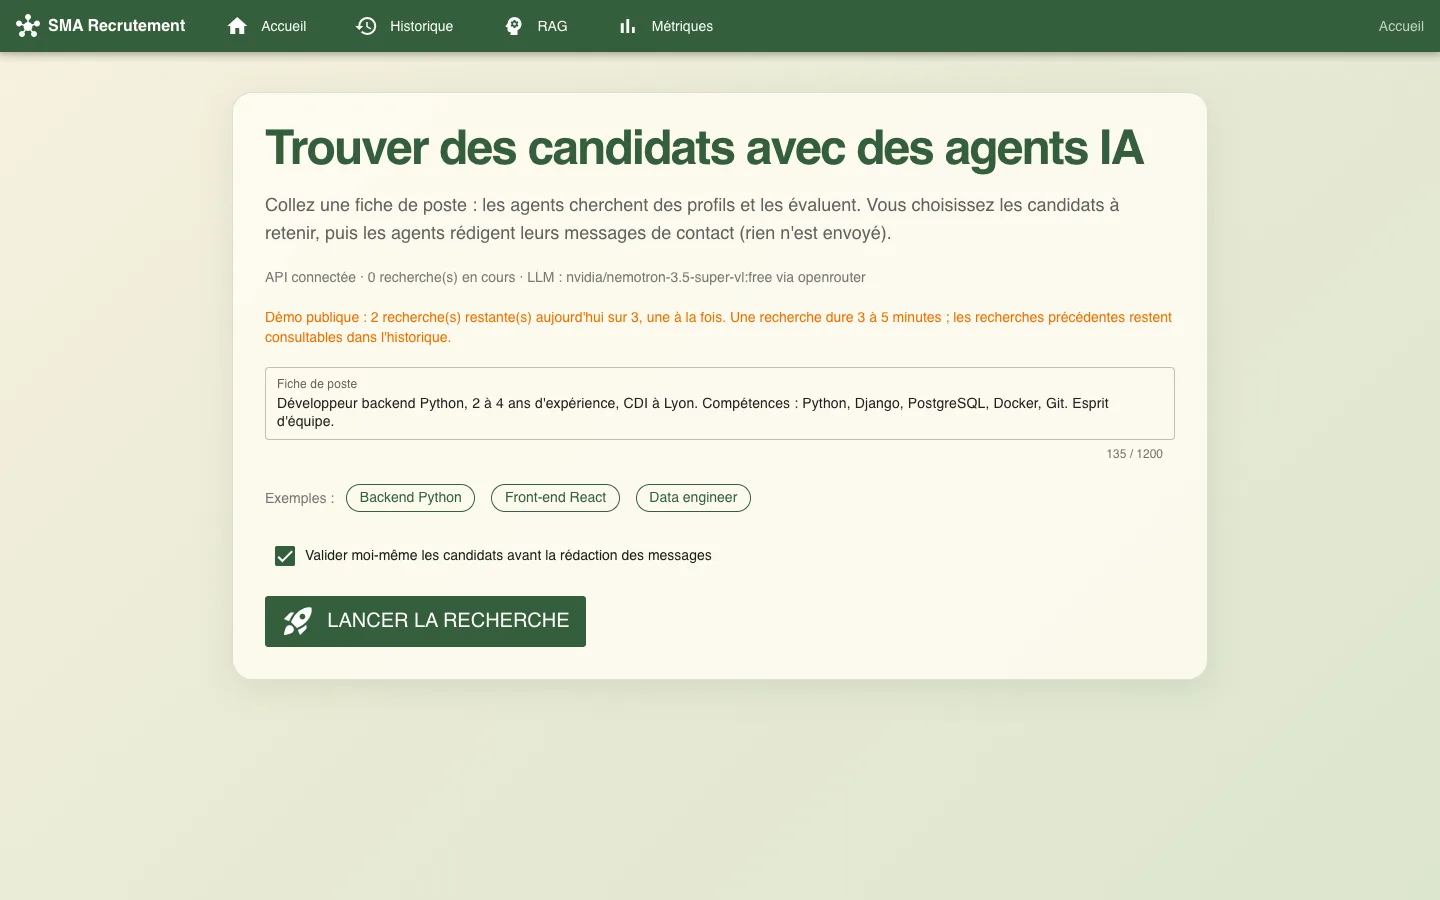 SMA Recrutement
Accueil
Historique
RAG
Métriques
Accueil
Trouver des candidats avec des agents IA
Collez une fiche de poste : les agents cherchent des profils et les évaluent. Vous choisissez les candidats à
retenir, puis les agents rédigent leurs messages de contact (rien n'est envoyé).
API connectée · 0 recherche(s) en cours · LLM : nvidia/nemotron-3.5-super-vl:free via openrouter
Démo publique : 2 recherche(s) restante(s) aujourd'hui sur 3, une à la fois. Une recherche dure 3 à 5 minutes ; les recherches précédentes restent
consultables dans l'historique.
Fiche de poste
Développeur backend Python, 2 à 4 ans d'expérience, CDI à Lyon. Compétences : Python, Django, PostgreSQL, Docker, Git. Esprit
d'équipe.
135 / 1200
Exemples :
Backend Python
Front-end React
Data engineer
Valider moi-même les candidats avant la rédaction des messages
LANCER LA RECHERCHE